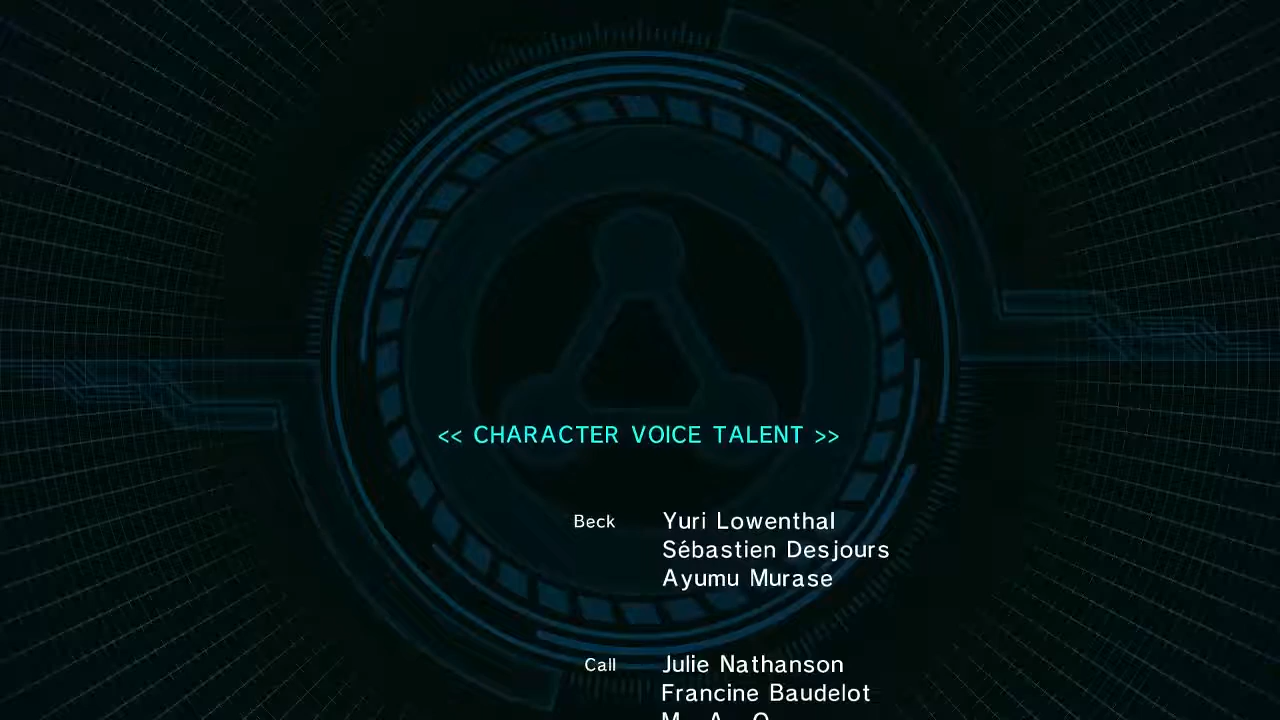 << CHARACTER VOICE TALENT >>
Beck Yuri Lowenthal
Sébastien Desjours
Ayumu Murase
Call Julie Nathanson
Francine Baudelot